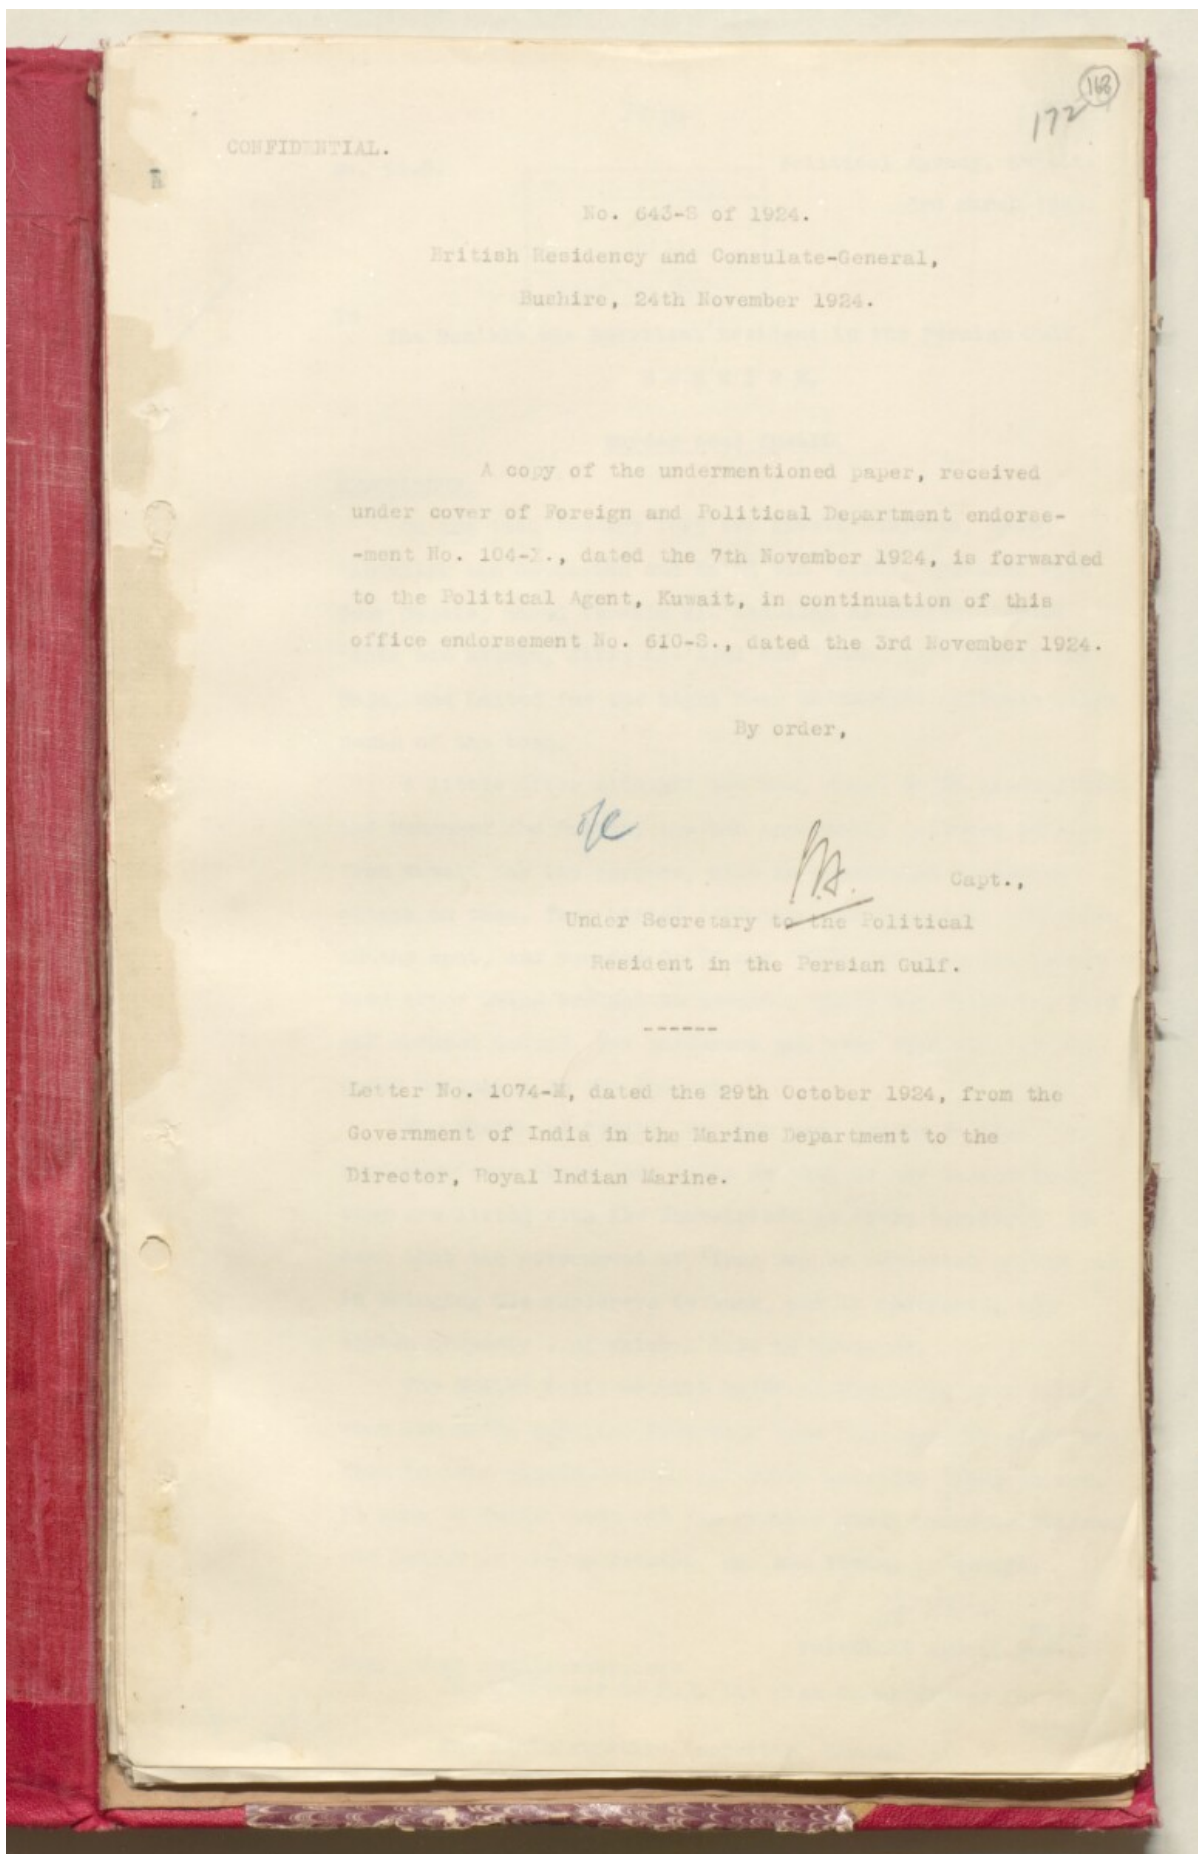 168
172
CONFIDENTIAL.
No. 643-S of 1924.
British Residency and Consulate-General,
Bushire, 24th November 1924.
A copy of the undermentioned paper, received
under cover of Foreign and Political Department endorse-
-ment No. 104-X., dated the 7th November 1924, is forwarded
to the Political Agent, Kuwait, in continuation of this
office endorsement No. 610-S., dated the 3rd November 1924.
By order,
Capt.,
Under Secretary to the Political
Resident in the Persian Gulf.
------
Letter No. 1074-M, dated the 29th October 1924, from the
Government of India in the Marine Department to the
Director, Royal Indian Marine.